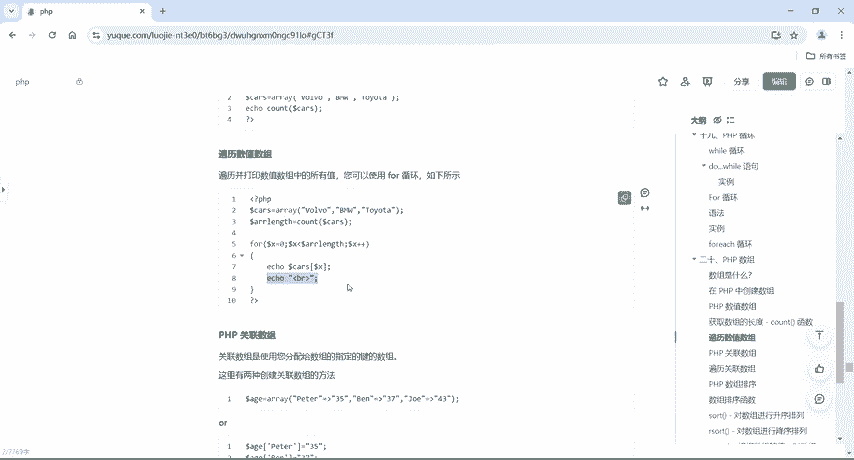 php
yuque.com/luojie-nt3e0/bt6bg3/dwuhgnxm0ngc91lo#gCT3f
所有书签
php
分享
编辑
2 $cars=array("Volvo","BMW","Toyota");
3 echo count($cars);
4 ?>
遍历数值数组
遍历并打印数值数组中的所有值，您可以使用 for 循环，如下所示
1 <?php
2 $cars=array("Volvo","BMW","Toyota");
3 $arrlength=count($cars);
4
5 for($x=0;$x<$arrlength;$x++)
6 {
7 echo $cars[$x];
8 echo "<br>";
9 }
10 ?>
PHP 关联数组
关联数组是使用您分配给数组的指定的键的数组。
这里有两种创建关联数组的方法
1 $age=array("Peter"=>"35","Ben"=>"37","Joe"=>"43");
or
1 $age['Peter']="35";
2 $age['Ben']="37";
大纲
十九、PHP 循环
while 循环
do...while 语句
实例
For 循环
语法
实例
foreach 循环
二十、PHP 数组
数组是什么?
在 PHP 中创建数组
PHP 数值数组
获取数组的长度 - count() 函数
遍历数值数组
PHP 关联数组
遍历关联数组
PHP 数组排序
数组排序函数
sort() - 对数组进行升序排列
rsort() - 对数组进行降序排列